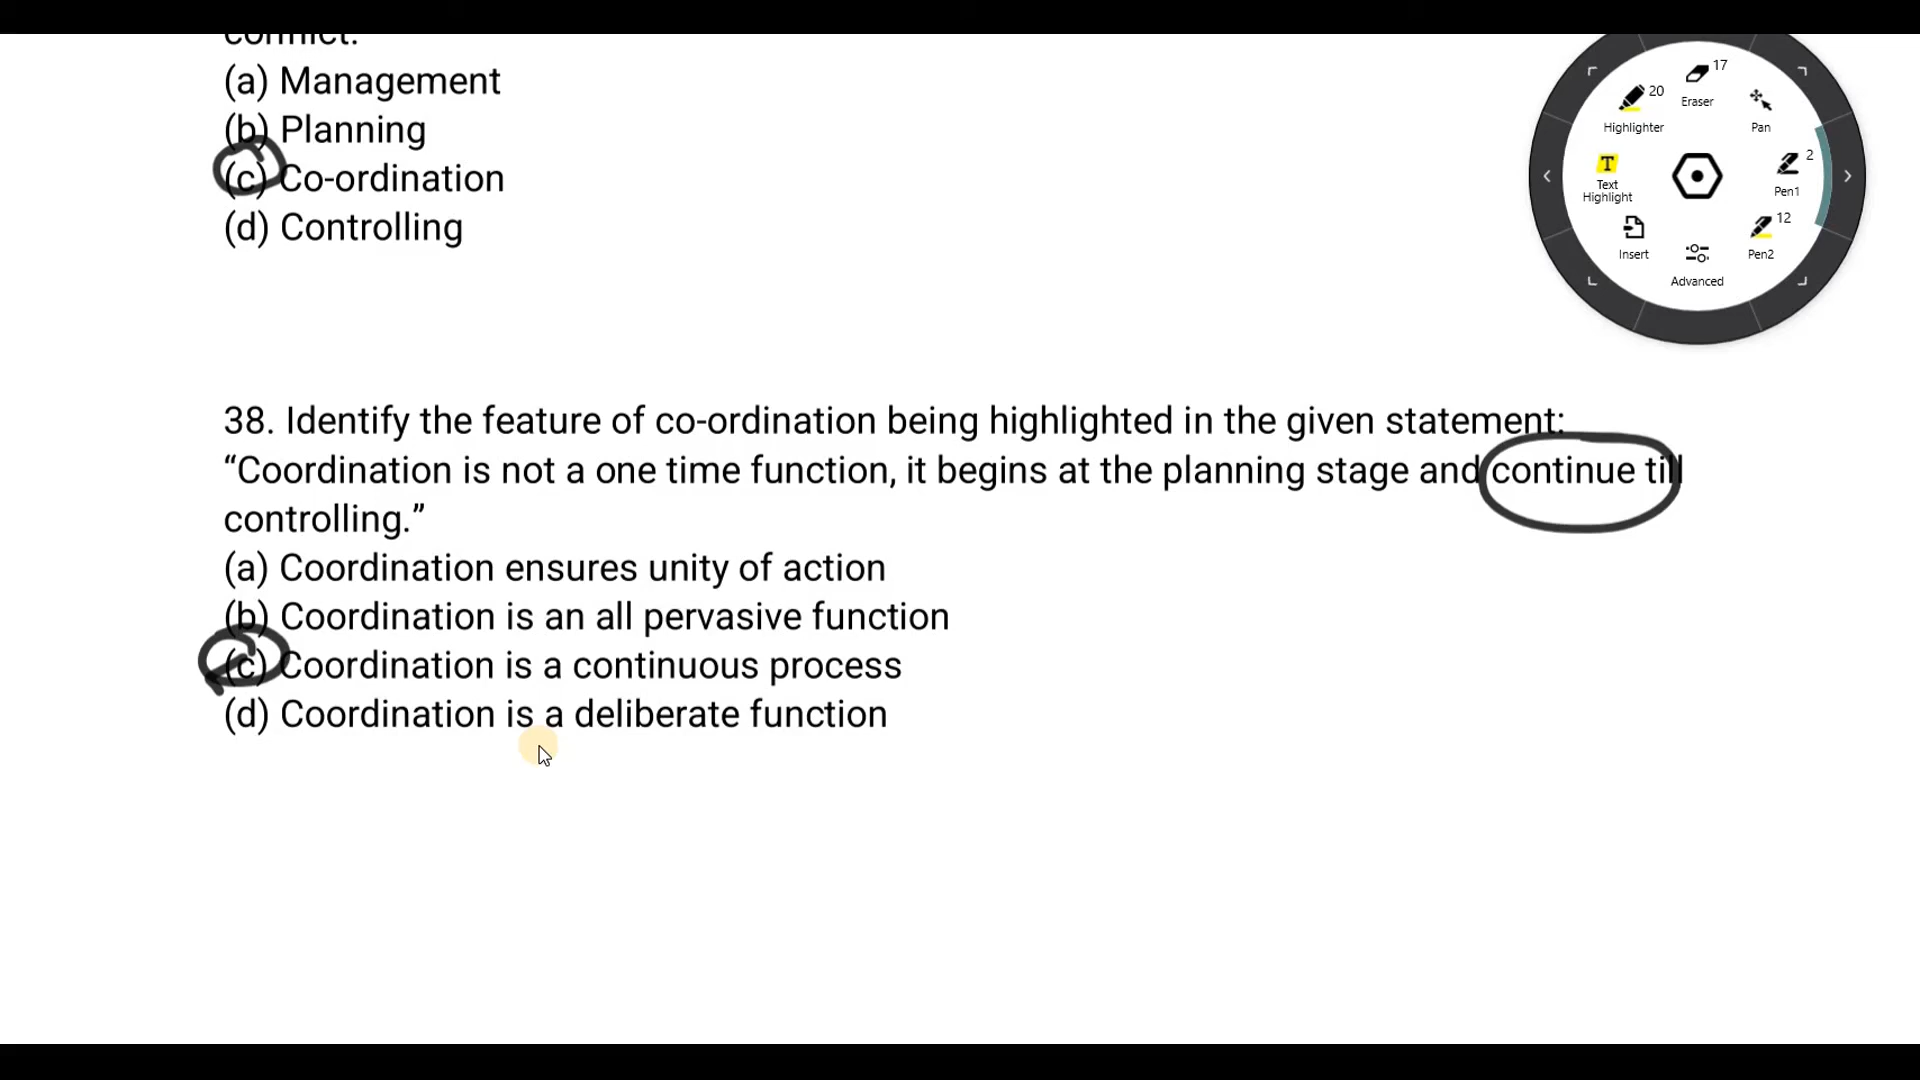 conflict.
(a) Management
(b) Planning
(c) Co-ordination
(d) Controlling
17
Eraser
20
Highlighter
Pan
T
Text
Highlight
2
Pen1
Insert
12
Pen2
Advanced
38. Identify the feature of co-ordination being highlighted in the given statement:
“Coordination is not a one time function, it begins at the planning stage and continue till
controlling.”
(a) Coordination ensures unity of action
(b) Coordination is an all pervasive function
(c) Coordination is a continuous process
(d) Coordination is a deliberate function